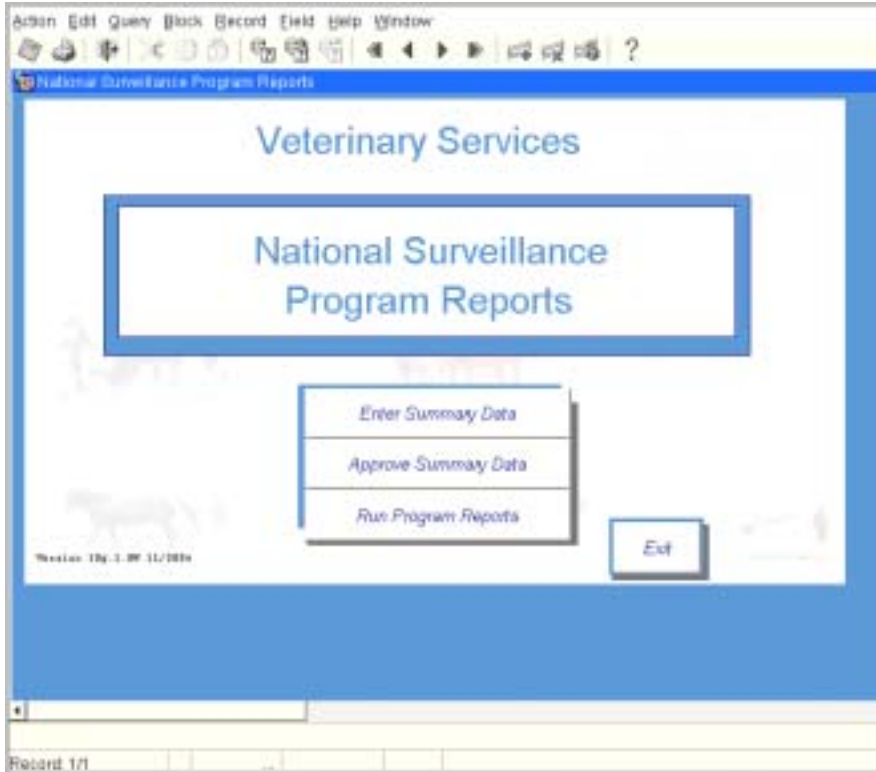 Action Edit Query Block Record Field Help Window
National Surveillance Program Reports
Veterinary Services
National Surveillance
Program Reports
Enter Summary Data
Approve Summary Data
Run Program Reports
Exit
Version
Record: 1/1